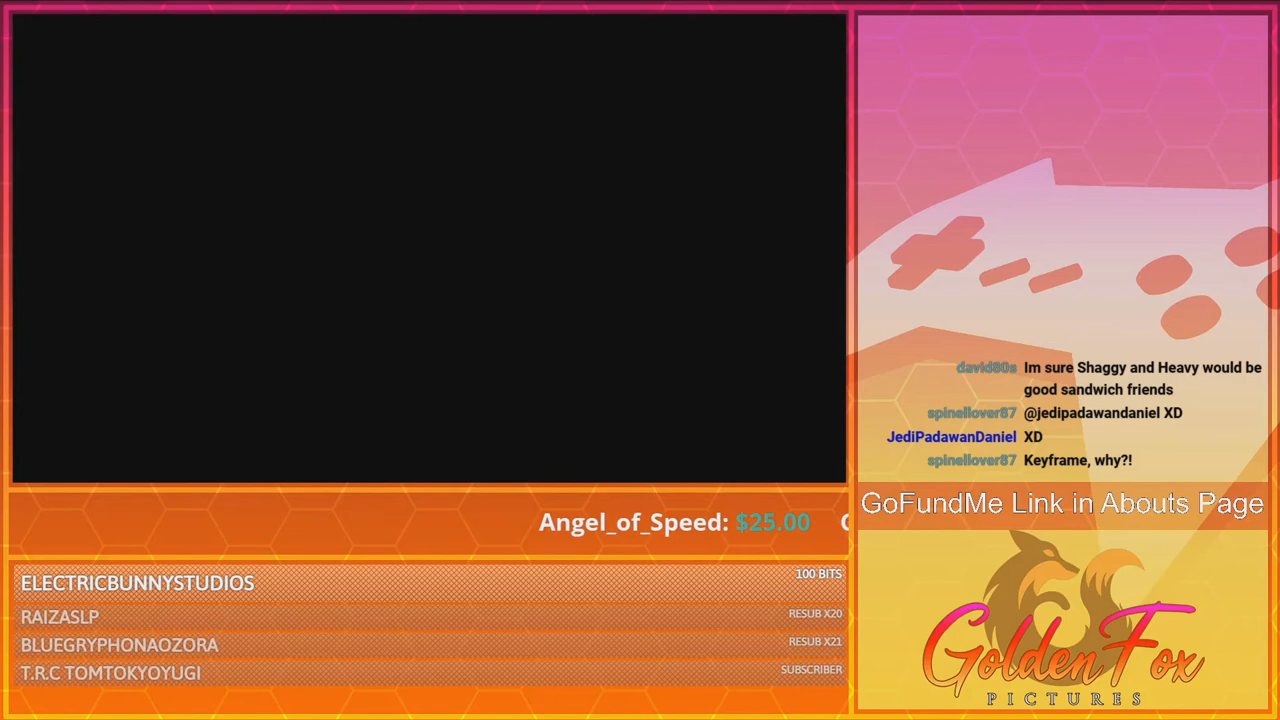 david80s Im sure Shaggy and Heavy would be
good sandwich friends
spinellover87 @jedipadawandaniel XD
JediPadawanDaniel XD
spinellover87 Keyframe, why?!
GoFundMe Link in Abouts Page
Angel_of_Speed: $25.00
ELECTRICBUNNYSTUDIOS 100 BITS
RAIZASLP RESUB X20
BLUEGRYPHONAOZORA RESUB X21
T.R.C TOMTOKYOYUGI SUBSCRIBER
GoldenFox
PICTURES